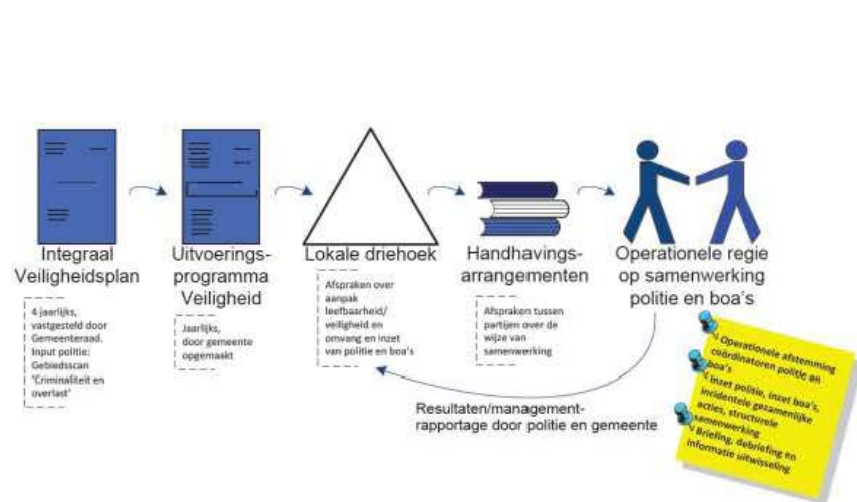 Integraal
Veiligheidsplan
4 jaarlijks,
vastgesteld door
Gemeenteraad.
Input politie:
Gebiedsscan
'Criminaliteit en
overlast'
Uitvoerings-
programma
Veiligheid
Jaarlijks,
door gemeente
opgemaakt
Lokale driehoek
Afspraken over
aanpak
leefbaarheid/
veiligheid en
omvang en inzet
van politie en boa's
Handhavings-
arrangementen
Afspraken tussen
partijen over de
wijze van
samenwerking
Operationele regie
op samenwerking
politie en boa's
Resultaten/management-
rapportage door politie en gemeente
√ Operationele afstemming
coördinatoren politie en
boa's
√ Inzet politie, inzet boa's,
incidentele gezamenlijke
acties, structurele
samenwerking
√ Briefing, debriefing en
informatie uitwisseling